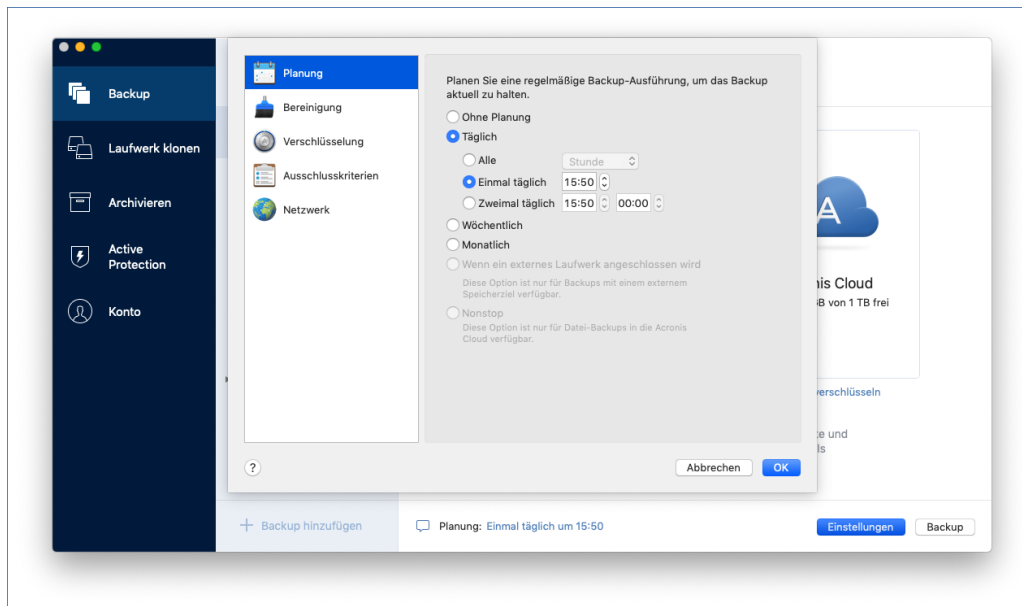 Backup
Laufwerk klonen
Archivieren
Active
Protection
Konto
Planung
Bereinigung
Verschlüsselung
Ausschlusskriterien
Netzwerk
Planen Sie eine regelmäßige Backup-Ausführung, um das Backup
aktuell zu halten.
Ohne Planung
Täglich
Alle Stunde
Einmal täglich 15:50
Zweimal täglich 15:50 00:00
Wöchentlich
Monatlich
Wenn ein externes Laufwerk angeschlossen wird
Diese Option ist nur für Backups mit einem externem
Speicherziel verfügbar.
Nonstop
Diese Option ist nur für Datei-Backups in die Acronis
Cloud verfügbar.
? Abbrechen OK
A
nis Cloud
GB von 1 TB frei
verschlüsseln
te und
ls
Backup hinzufügen
Planung: Einmal täglich um 15:50
Einstellungen Backup